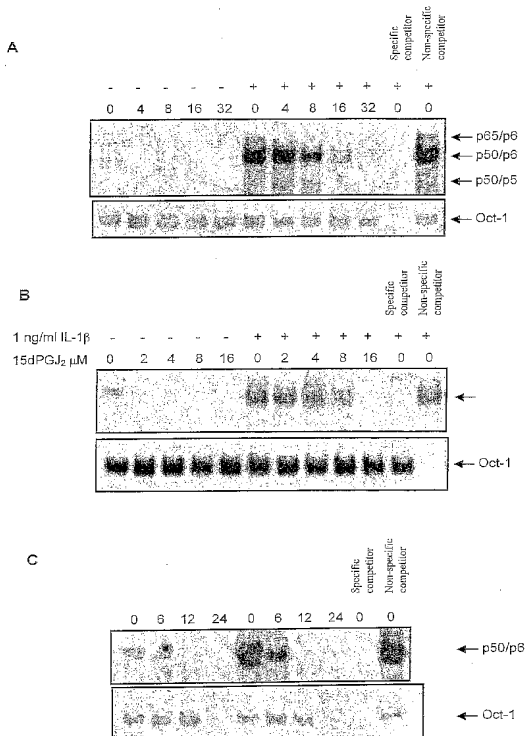 A
Specific competitor
Non-specific competitor
- - - - - + + + + + + +
0 4 8 16 32 0 4 8 16 32 0 0
p65/p6
p50/p6
p50/p5
Oct-1
B
Specific competitor
Non-specific competitor
1 ng/ml IL-1β - - - - - + + + + + + +
15dPGJ₂ μM 0 2 4 8 16 0 2 4 8 16 0 0
Oct-1
C
Specific competitor
Non-specific competitor
0 6 12 24 0 6 12 24 0 0
p50/p6
Oct-1